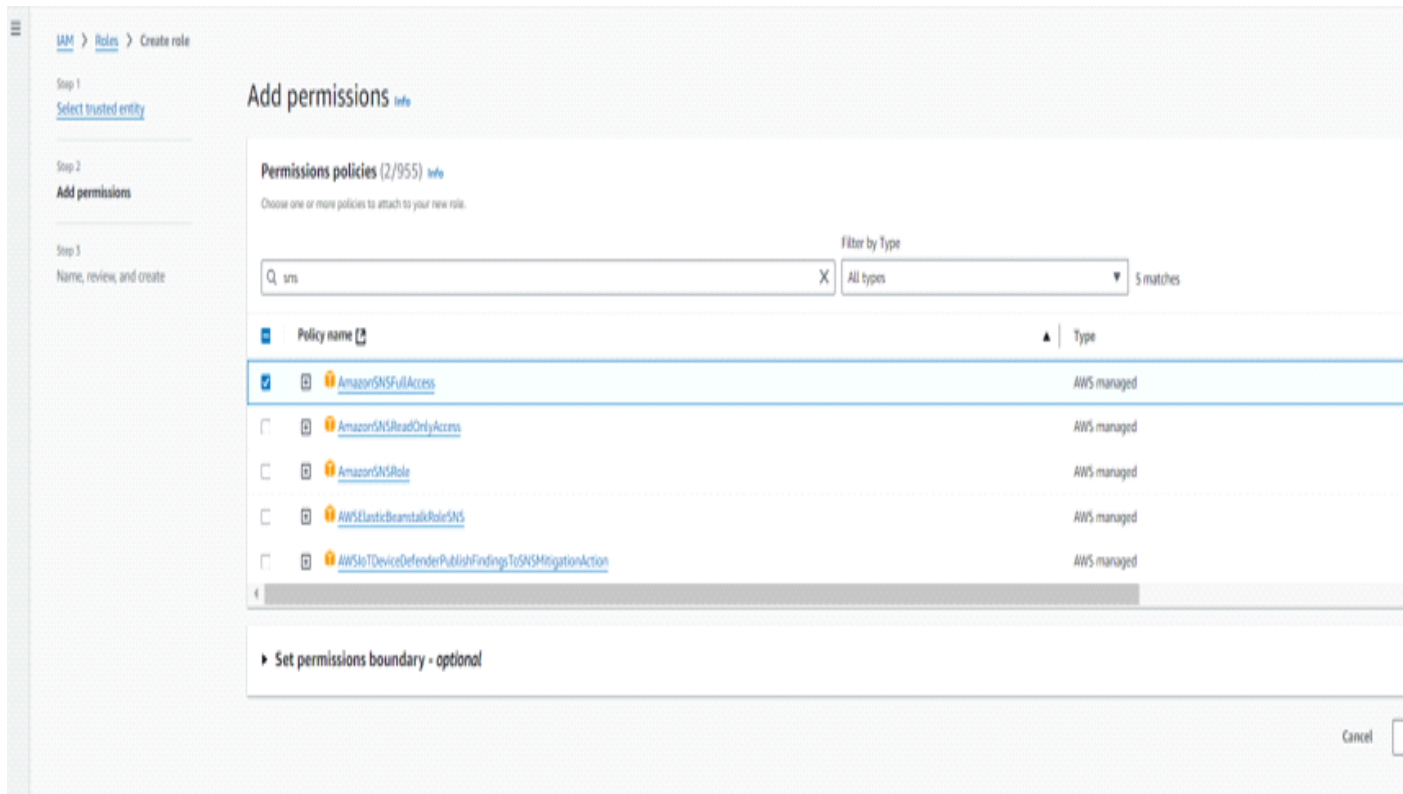 IAM > Roles > Create role
Step 1
Select trusted entity
Step 2
Add permissions
Step 3
Name, review, and create
Add permissions Info
Permissions policies (2/955) Info
Choose one or more policies to attach to your new role.
Filter by Type
sns
All types
5 matches
Policy name
Type
AmazonSNSFullAccess AWS managed
AmazonSNSReadOnlyAccess AWS managed
AmazonSNSRole AWS managed
AWSElasticBeanstalkRoleSNS AWS managed
AWSIoTDeviceDefenderPublishFindingsToSNSMitigationAction AWS managed
Set permissions boundary - optional
Cancel